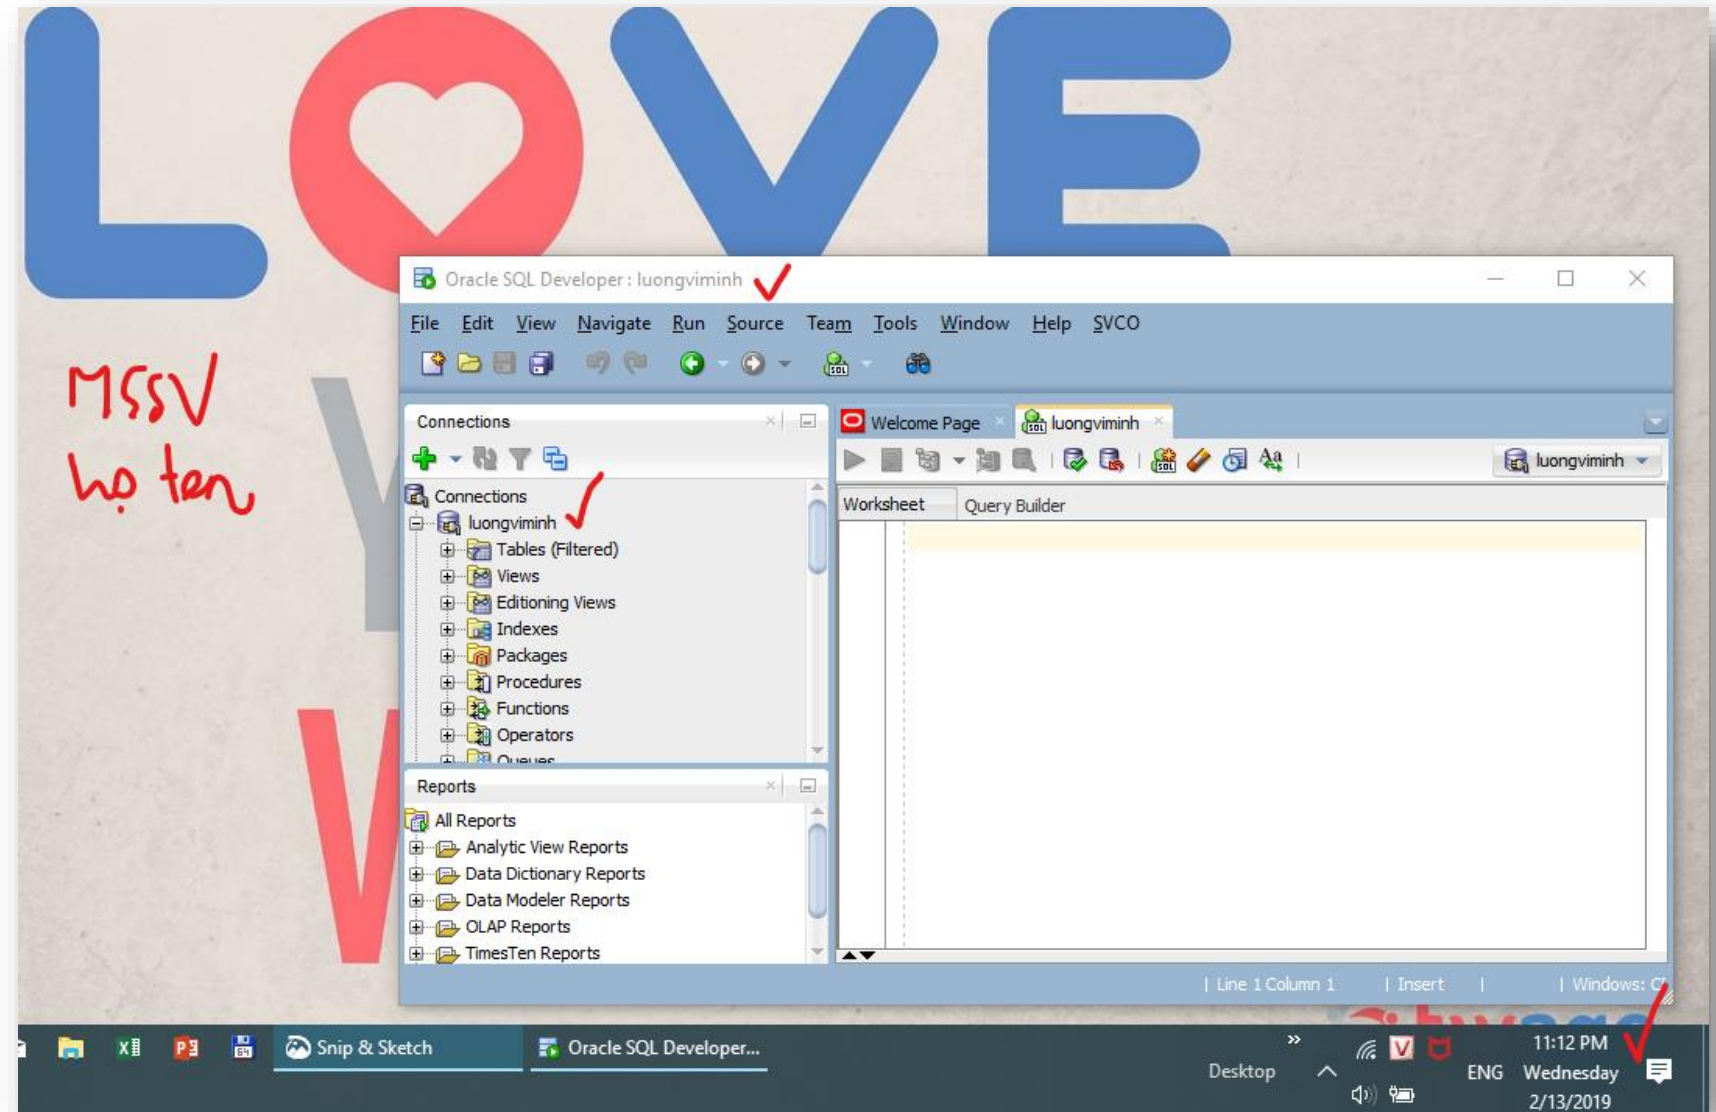 LOVE
Oracle SQL Developer : luongviminh
File Edit View Navigate Run Source Team Tools Window Help SVCO
MSSV
họ ten
Connections
Welcome Page
luongviminh
luongviminh
Connections
luongviminh
Tables (Filtered)
Views
Editioning Views
Indexes
Packages
Procedures
Functions
Operators
Queues
Worksheet
Query Builder
Reports
All Reports
Analytic View Reports
Data Dictionary Reports
Data Modeler Reports
OLAP Reports
TimesTen Reports
Line 1 Column 1
Insert
Windows:
Snip & Sketch
Oracle SQL Developer...
Desktop
ENG
11:12 PM
Wednesday
2/13/2019